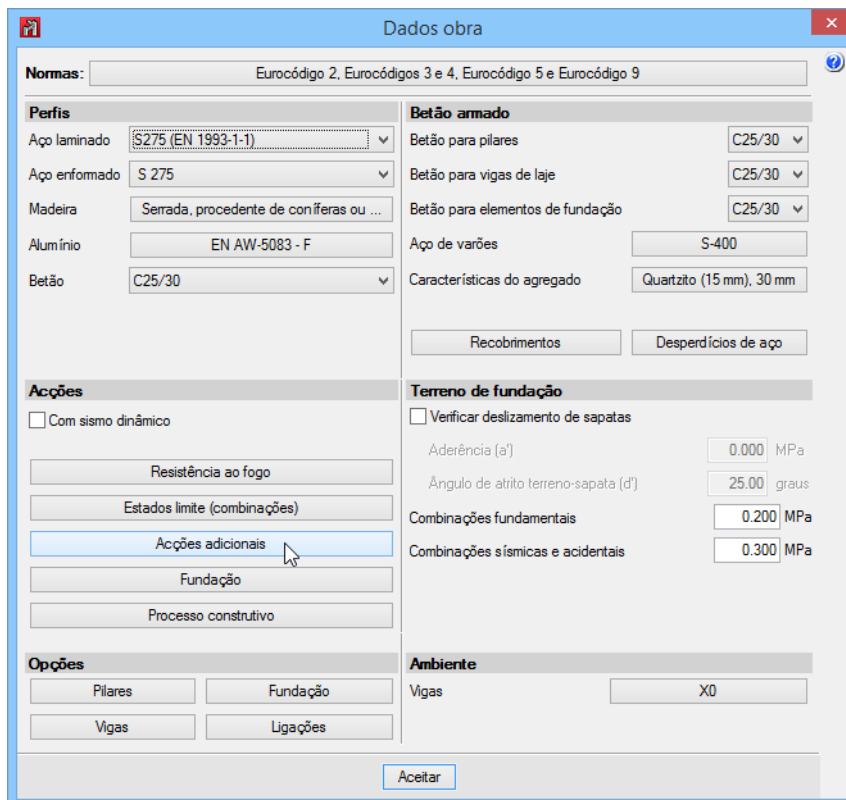 Dados obra
Normas: Eurocódigo 2, Eurocódigos 3 e 4, Eurocódigo 5 e Eurocódigo 9
Perfis
Aço laminado S275 (EN 1993-1-1)
Aço enformado S 275
Madeira Serrada, procedente de coníferas ou ...
Alumínio EN AW-5083 - F
Betão C25/30
Betão armado
Betão para pilares C25/30
Betão para vigas de laje C25/30
Betão para elementos de fundação C25/30
Aço de varões S-400
Características do agregado Quartzito (15 mm), 30 mm
Recobrimentos Desperdícios de aço
Acções
Com sismo dinâmico
Resistência ao fogo
Estados limite (combinações)
Acções adicionais
Fundação
Processo construtivo
Terreno de fundação
Verificar deslizamento de sapatas
Aderência (a') 0.000 MPa
Ângulo de atrito terreno-sapata (d') 25.00 graus
Combinações fundamentais 0.200 MPa
Combinações sísmicas e acidentais 0.300 MPa
Opções
Pilares Fundação
Vigas Ligações
Ambiente
Vigas X0
Aceitar